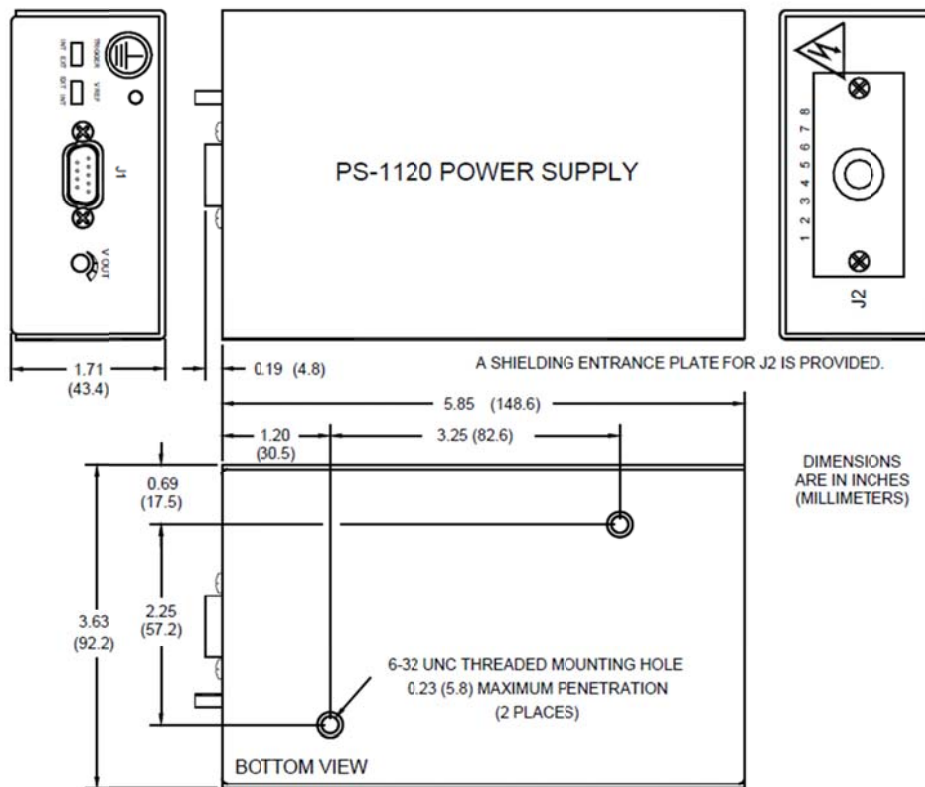 TRIGGER
INT EXT
V REF
EXT INT
J1
V OUT
PS-1120 POWER SUPPLY
1 2 3 4 5 6 7 8
J2
1.71
(43.4)
0.19 (4.8)
A SHIELDING ENTRANCE PLATE FOR J2 IS PROVIDED.
5.85 (148.6)
1.20
(30.5)
3.25 (82.6)
DIMENSIONS
ARE IN INCHES
(MILLIMETERS)
0.69
(17.5)
2.25
(57.2)
3.63
(92.2)
6-32 UNC THREADED MOUNTING HOLE
0.23 (5.8) MAXIMUM PENETRATION
(2 PLACES)
BOTTOM VIEW